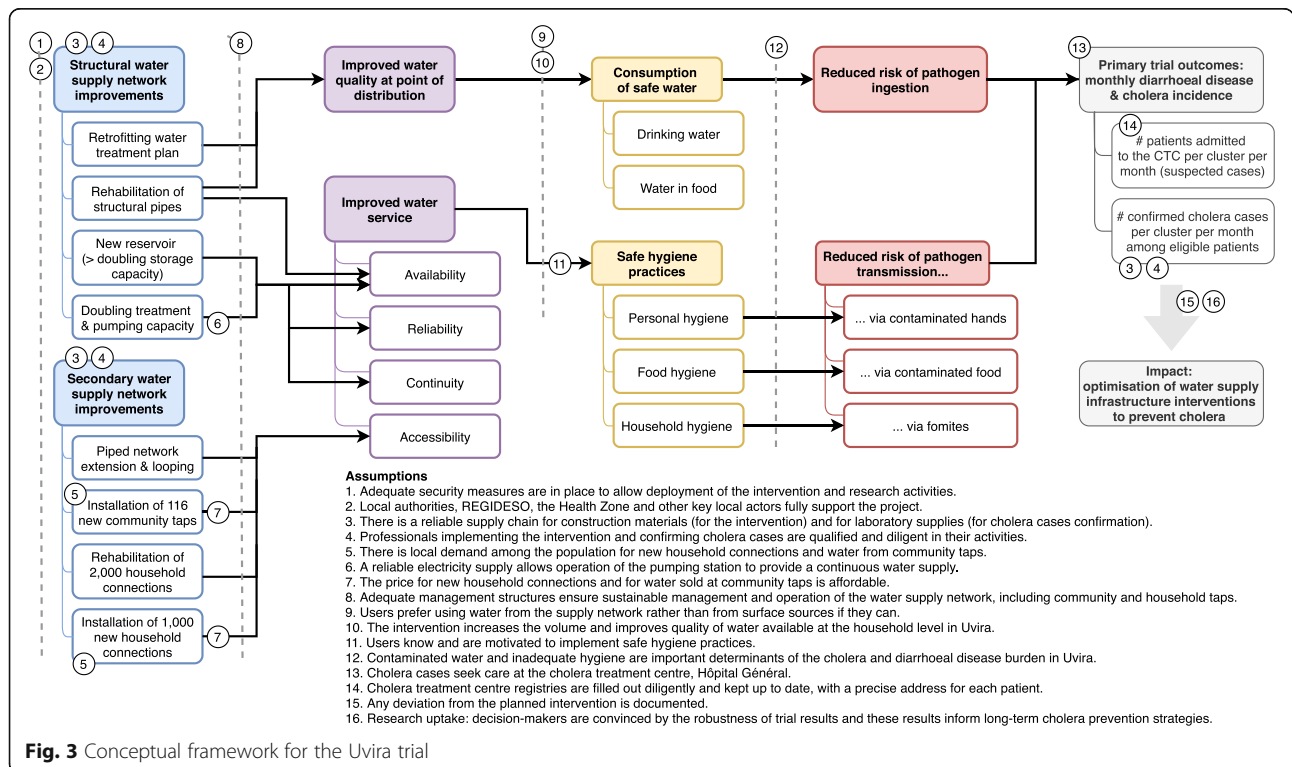 1
2
3
4
Structural water
supply network
improvements
Retrofitting water
treatment plan
Rehabilitation of
structural pipes
New reservoir
(> doubling storage
capacity)
Doubling treatment
& pumping capacity
6
3
4
Secondary water
supply network
improvements
Piped network
extension & looping
5
Installation of 116
new community taps
7
Rehabilitation of
2,000 household
connections
Installation of 1,000
new household
connections
7
5
8
Improved water
quality at point of
distribution
Improved water
service
Availability
Reliability
Continuity
Accessibility
9
10
11
Consumption
of safe water
Drinking water
Water in food
Safe hygiene
practices
Personal hygiene
Food hygiene
Household hygiene
12
Reduced risk of pathogen
ingestion
Reduced risk of pathogen
transmission...
... via contaminated hands
... via contaminated food
... via fomites
13
Primary trial outcomes:
monthly diarrhoeal disease
& cholera incidence
14
# patients admitted
to the CTC per cluster per
month (suspected cases)
# confirmed cholera cases
per cluster per month
among eligible patients
3
4
15
16
Impact:
optimisation of water supply
infrastructure interventions
to prevent cholera
Assumptions
1. Adequate security measures are in place to allow deployment of the intervention and research activities.
2. Local authorities, REGIDESO, the Health Zone and other key local actors fully support the project.
3. There is a reliable supply chain for construction materials (for the intervention) and for laboratory supplies (for cholera cases confirmation).
4. Professionals implementing the intervention and confirming cholera cases are qualified and diligent in their activities.
5. There is local demand among the population for new household connections and water from community taps.
6. A reliable electricity supply allows operation of the pumping station to provide a continuous water supply.
7. The price for new household connections and for water sold at community taps is affordable.
8. Adequate management structures ensure sustainable management and operation of the water supply network, including community and household taps.
9. Users prefer using water from the supply network rather than from surface sources if they can.
10. The intervention increases the volume and improves quality of water available at the household level in Uvira.
11. Users know and are motivated to implement safe hygiene practices.
12. Contaminated water and inadequate hygiene are important determinants of the cholera and diarrhoeal disease burden in Uvira.
13. Cholera cases seek care at the cholera treatment centre, Hôpital Général.
14. Cholera treatment centre registries are filled out diligently and kept up to date, with a precise address for each patient.
15. Any deviation from the planned intervention is documented.
16. Research uptake: decision-makers are convinced by the robustness of trial results and these results inform long-term cholera prevention strategies.
Fig. 3 Conceptual framework for the Uvira trial